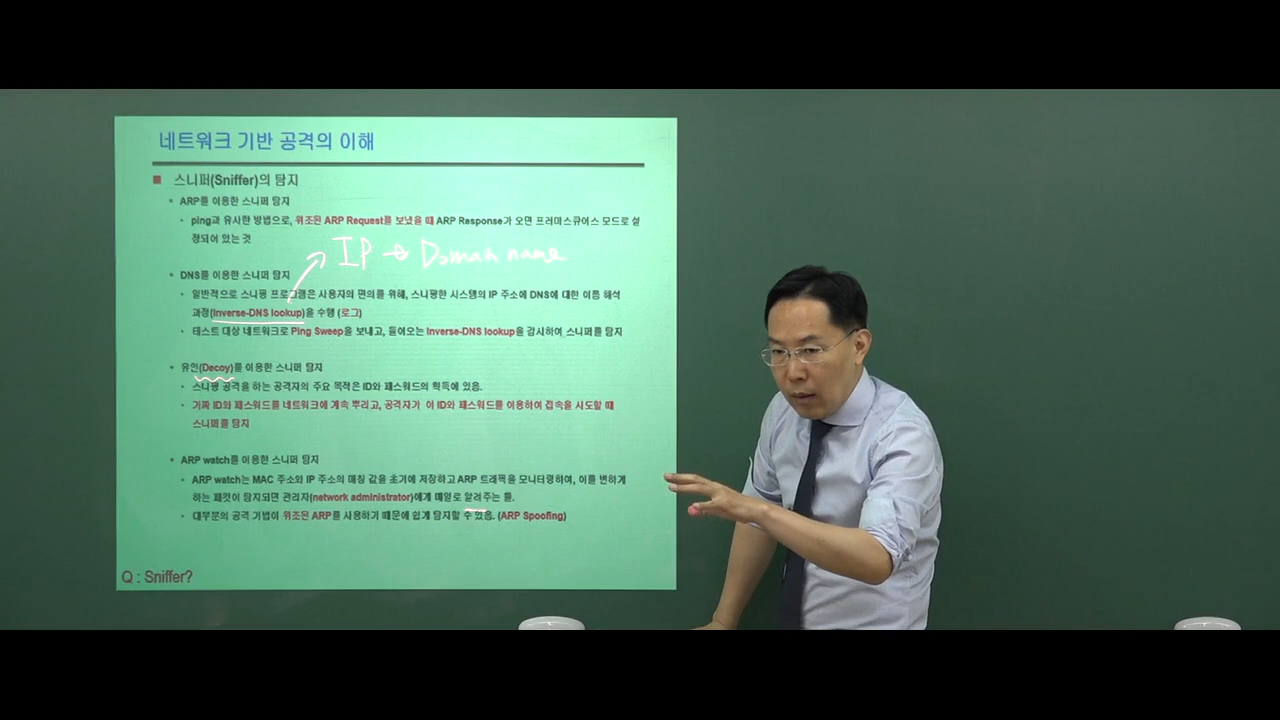 네트워크 기반 공격의 이해
■ 스니퍼(Sniffer)의 탐지
• ARP를 이용한 스니퍼 탐지
• ping과 유사한 방법으로, 위조된 ARP Request를 보냈을 때 ARP Response가 오면 프러미스큐어스 모드로 설
정되어 있는 것
IP → Domain name
• DNS를 이용한 스니퍼 탐지
• 일반적으로 스니핑 프로그램은 사용자의 편의를 위해, 스니핑한 시스템의 IP 주소에 DNS에 대한 이름 해석
과정(Inverse-DNS lookup)을 수행 (로그)
• 테스트 대상 네트워크로 Ping Sweep을 보내고, 들어오는 Inverse-DNS lookup을 감시하여 스니퍼를 탐지
• 유인(Decoy)를 이용한 스니퍼 탐지
• 스니핑 공격을 하는 공격자의 주요 목적은 ID와 패스워드의 획득에 있음.
• 가짜 ID와 패스워드를 네트워크에 계속 뿌리고, 공격자가 이 ID와 패스워드를 이용하여 접속을 시도할 때
스니퍼를 탐지
• ARP watch를 이용한 스니퍼 탐지
• ARP watch는 MAC 주소와 IP 주소의 매칭 값을 초기에 저장하고 ARP 트래픽을 모니터링하여, 이를 변하게
하는 패킷이 탐지되면 관리자(network administrator)에게 메일로 알려주는 툴.
• 대부분의 공격 기법이 위조된 ARP를 사용하기 때문에 쉽게 탐지할 수 있음. (ARP Spoofing)
Q : Sniffer?